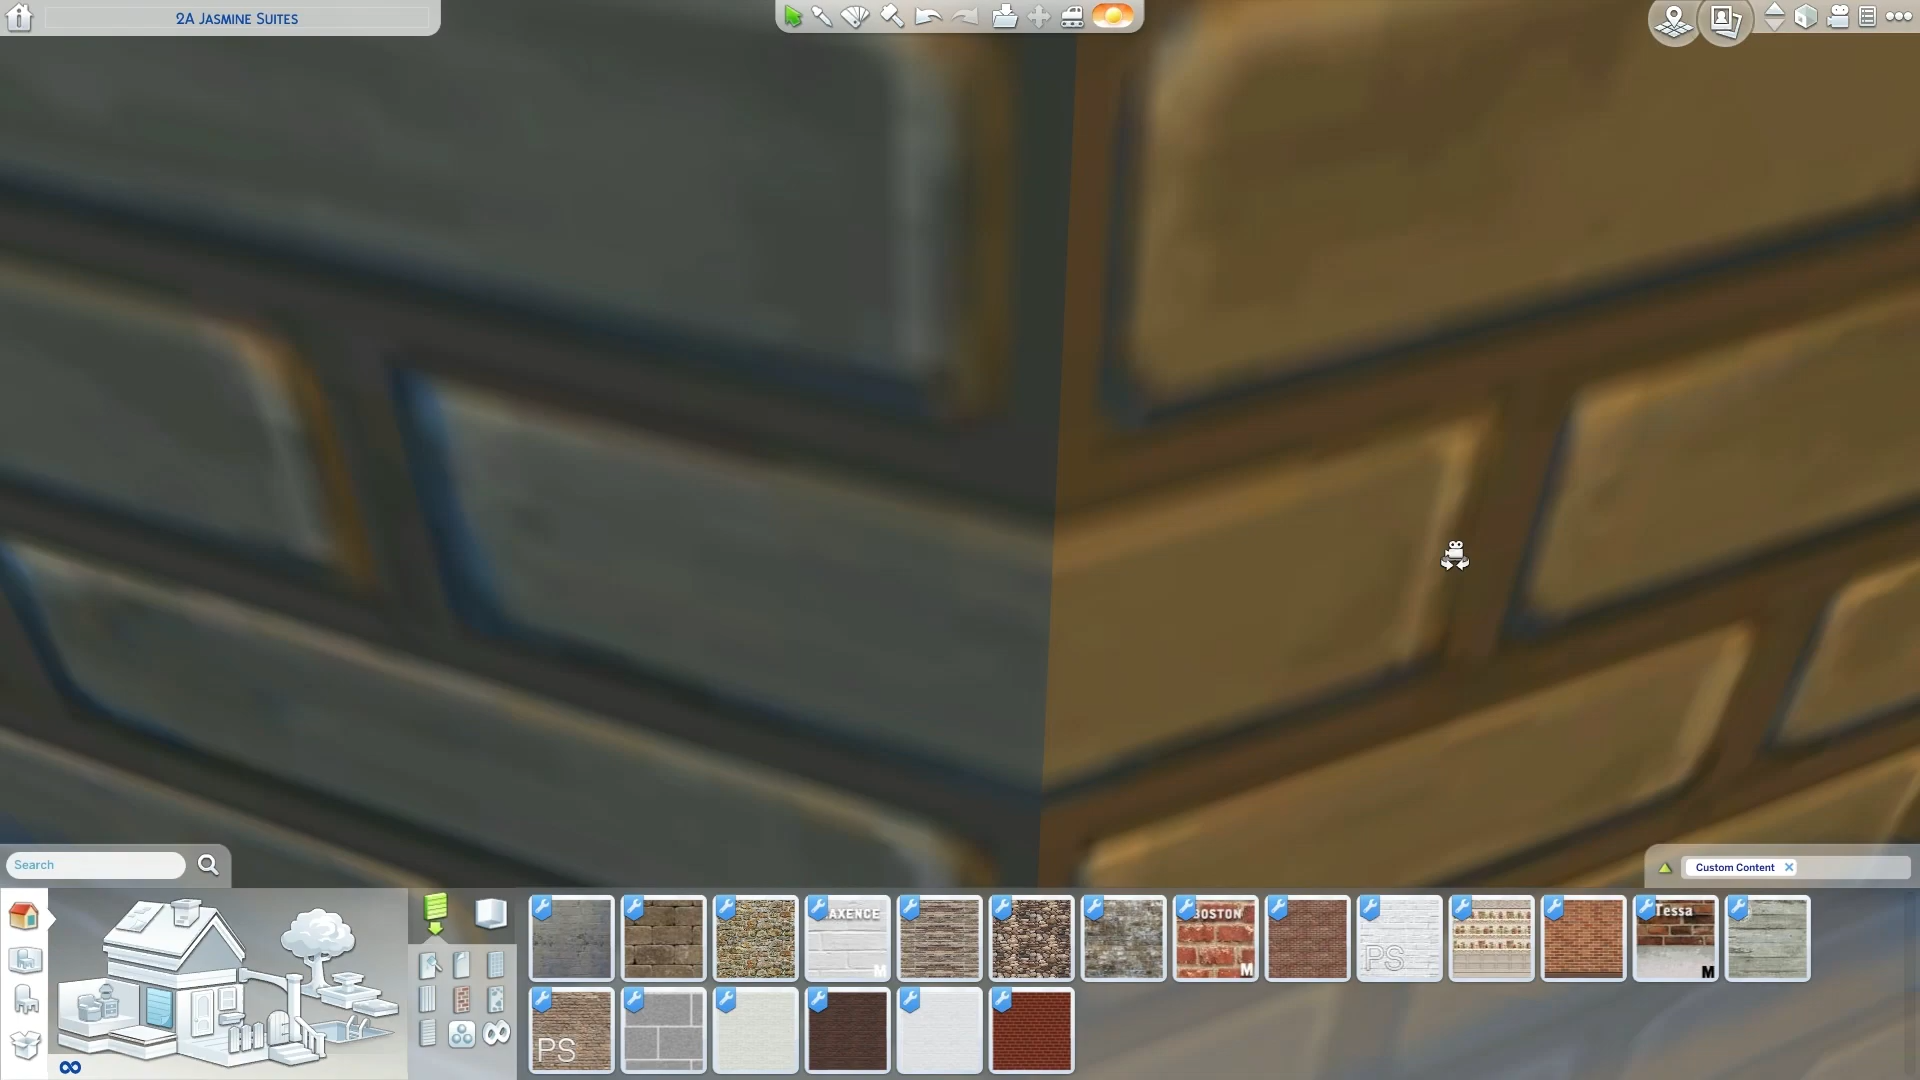 2A Jasmine Suites
Search
Custom Content
AXENCE
M
BOSTON
M
PS
Tessa
M
PS